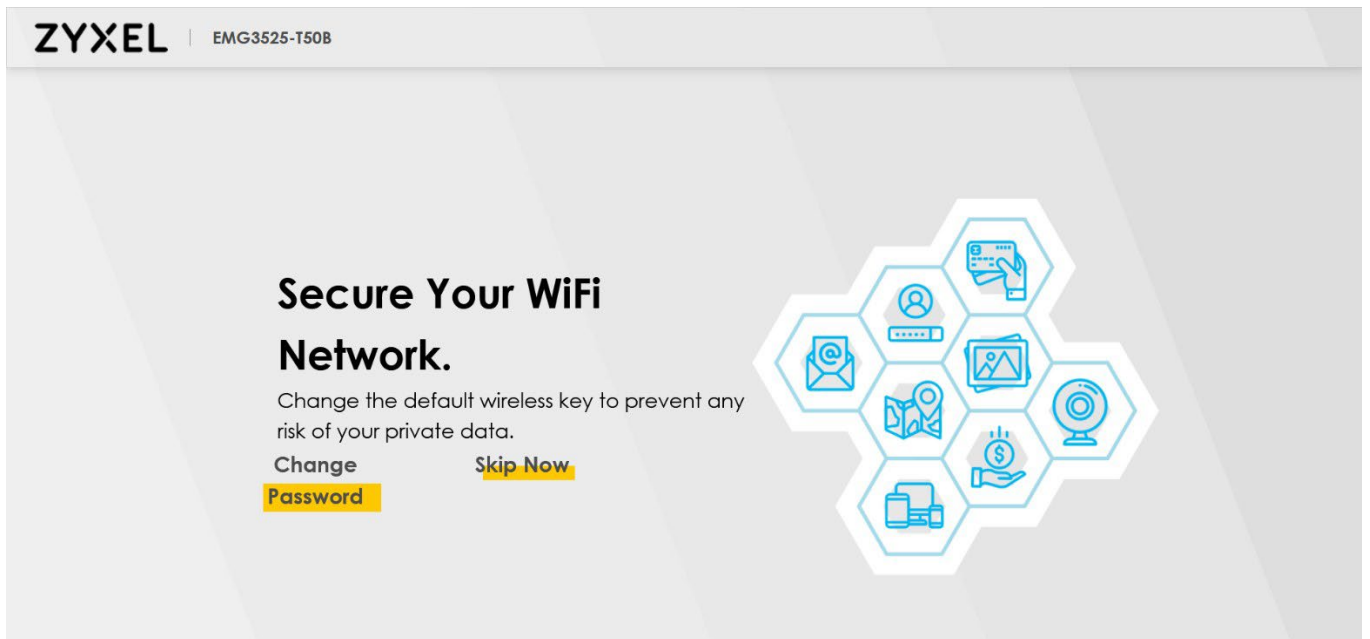 ZYXEL EMG3525-T50B
Secure Your WiFi
Network.
Change the default wireless key to prevent any
risk of your private data.
Change Skip Now
Password